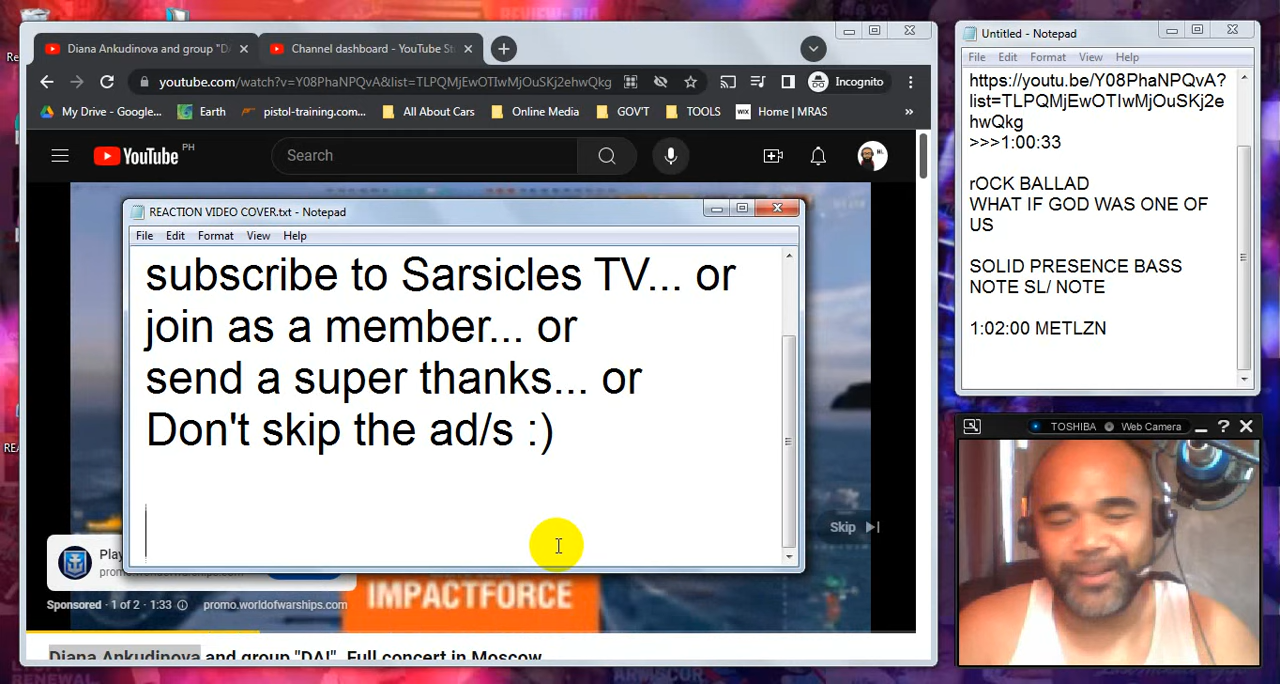 Diana Ankudinova and group "DA
Channel dashboard - YouTube St
youtube.com/watch?v=Y08PhaNPQvA&list=TLPQMjEwOTIwMjOuSKj2ehwQkg
Incognito
My Drive - Google...
Earth
pistol-training.com...
All About Cars
Online Media
GOV'T
TOOLS
WIX
Home | MRAS
»
YouTube PH
Search
REACTION VIDEO COVER.txt - Notepad
File Edit Format View Help
subscribe to Sarsicles TV... or
join as a member... or
send a super thanks... or
Don't skip the ad/s :)
Skip
Play
Sponsored · 1 of 2 · 1:33
promo.worldofwarships.com
IMPACTFORCE
Diana Ankudinova and group "DAI". Full concert in Moscow
Untitled - Notepad
File Edit Format View Help
https://youtu.be/Y08PhaNPQvA?
list=TLPQMjEwOTIwMjOuSKj2e
hwQkg
>>>1:00:33
rOCK BALLAD
WHAT IF GOD WAS ONE OF
US
SOLID PRESENCE BASS
NOTE SL/ NOTE
1:02:00 METLZN
TOSHIBA Web Camera
RENEWAL